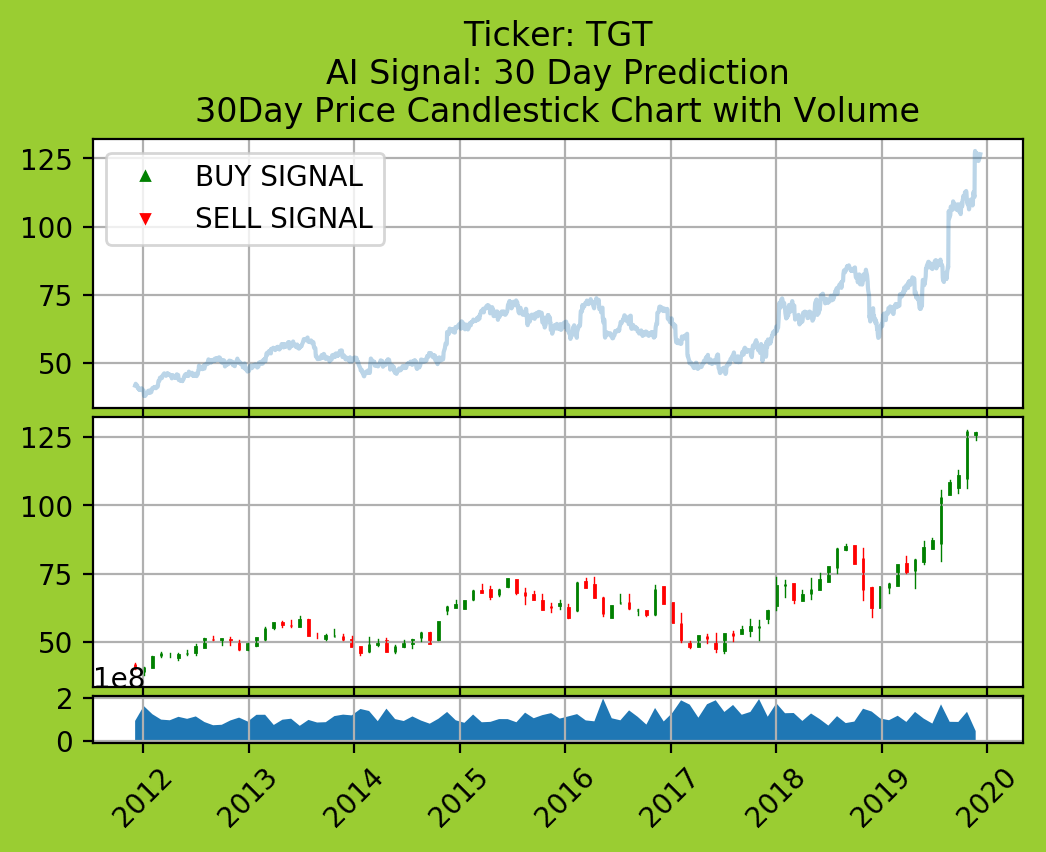 Ticker: TGT
AI Signal: 30 Day Prediction
30Day Price Candlestick Chart with Volume
125
BUY SIGNAL
SELL SIGNAL
100
75
50
125
100
75
50
1e8
2
0
2012 2013 2014 2015 2016 2017 2018 2019 2020